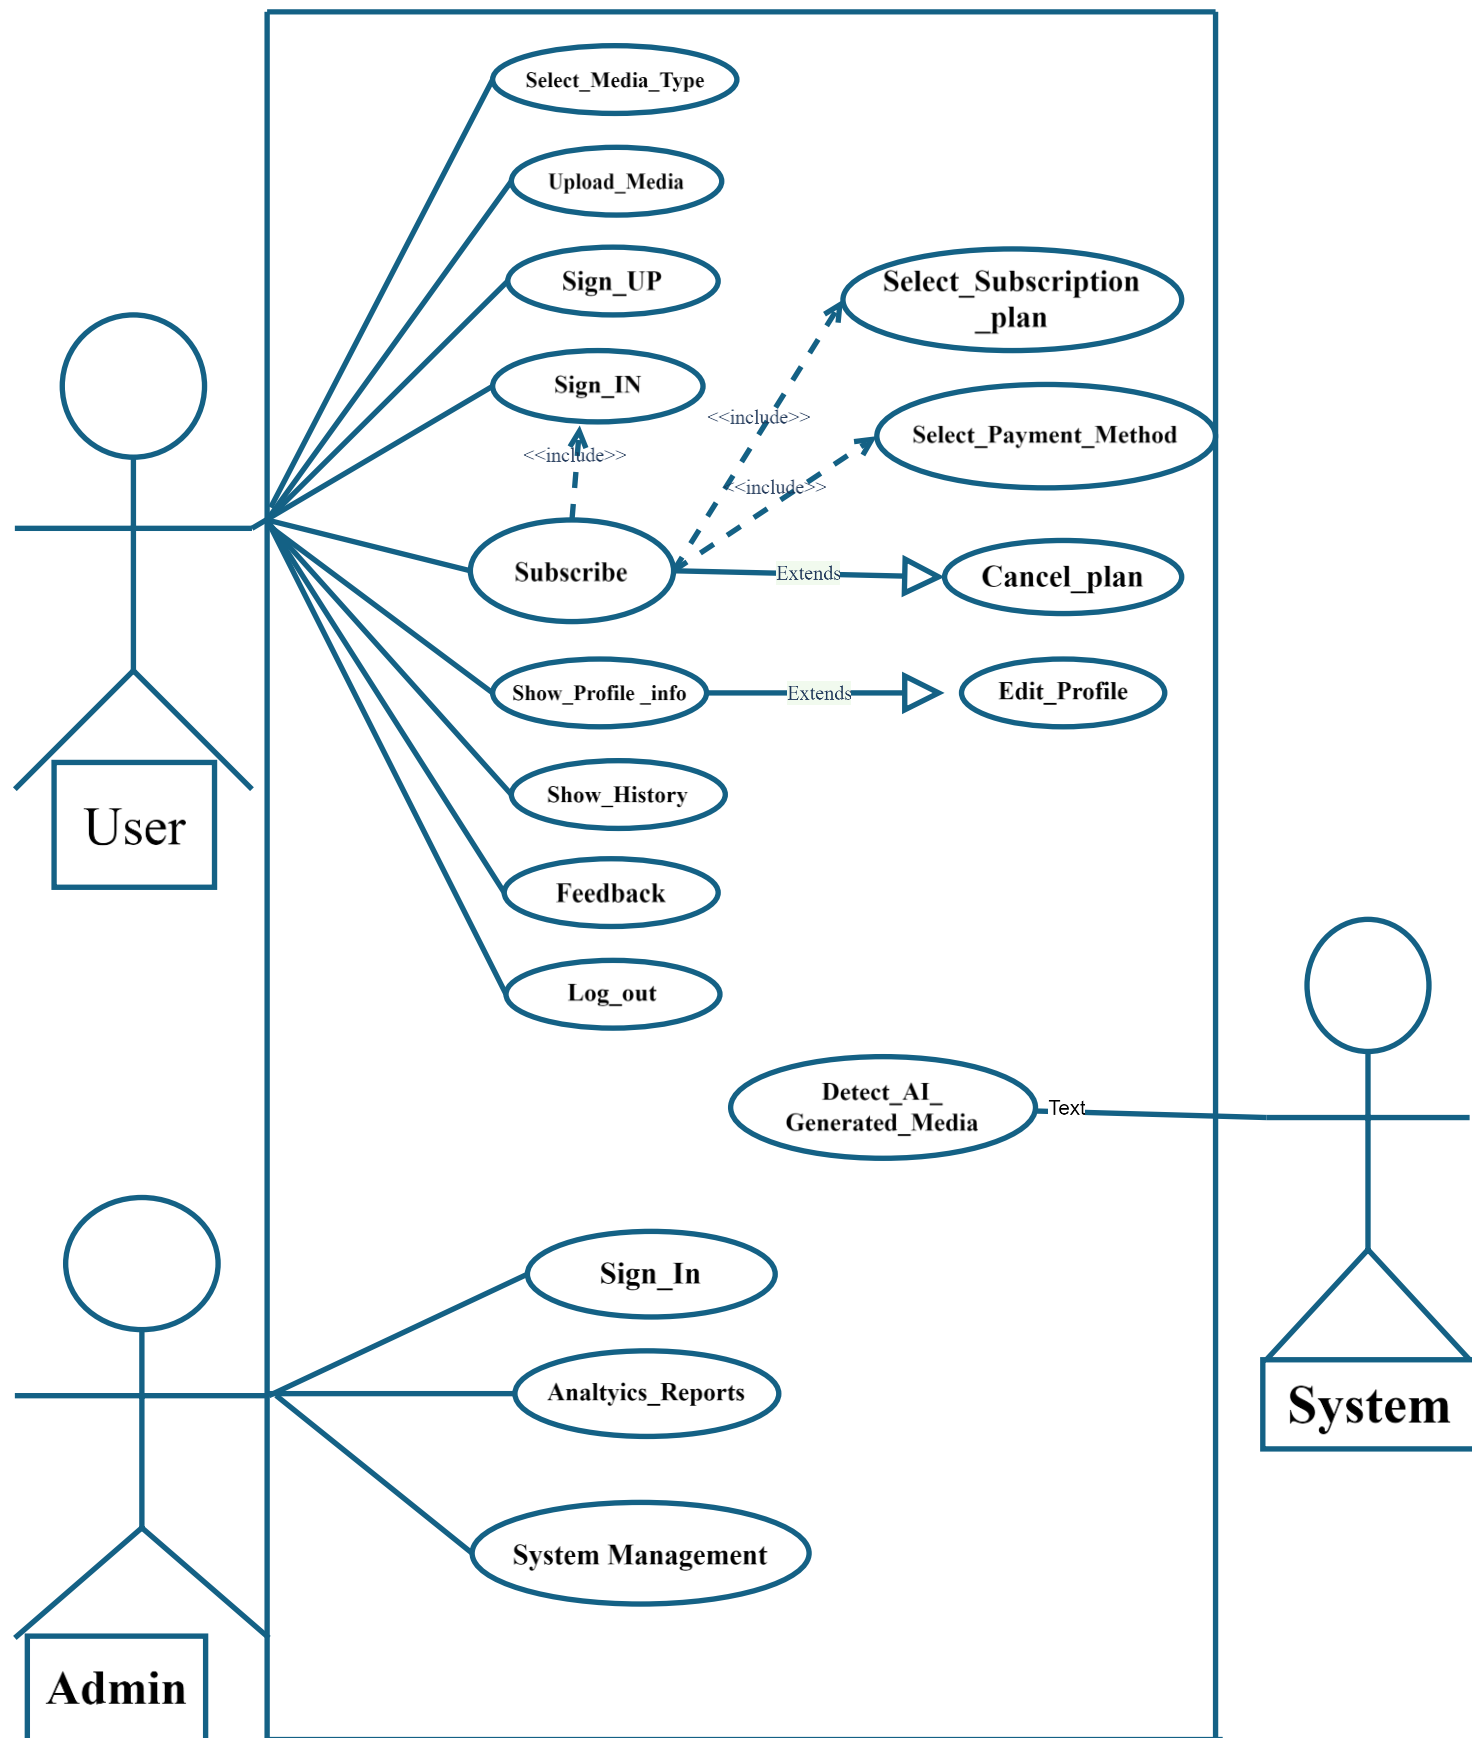 Select_Media_Type
Upload_Media
Sign_UP
Select_Subscription
_plan
Sign_IN
<<include>>
Select_Payment_Method
<<include>>
<<include>>
Subscribe
Extends
Cancel_plan
Show_Profile _info
Extends
Edit_Profile
Show_History
User
Feedback
Log_out
Detect_AI_
Generated_Media
Text
Sign_In
Analtyics_Reports
System
System Management
Admin